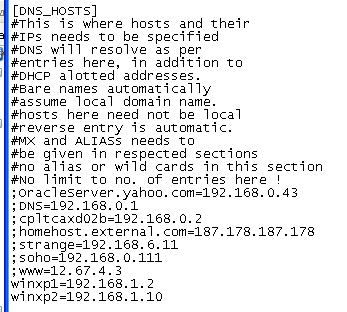 [DNS_HOSTS]
#This is where hosts and their
#IPs needs to be specified
#DNS will resolve as per
#entries here, in addition to
#DHCP alotted addresses.
#Bare names automatically
#assume local domain name.
#hosts here need not be local
#reverse entry is automatic.
#MX and ALIASs needs to
#be given in respected sections
#no alias or wild cards in this section
#No limit to no. of entries here !
;OracleServer.yahoo.com=192.168.0.43
;DNS=192.168.0.1
;cpltcaxd02b=192.168.0.2
;homehost.external.com=187.178.187.178
;strange=192.168.6.11
;soho=192.168.0.111
;www=12.67.4.3
winxp1=192.168.1.2
winxp2=192.168.1.10